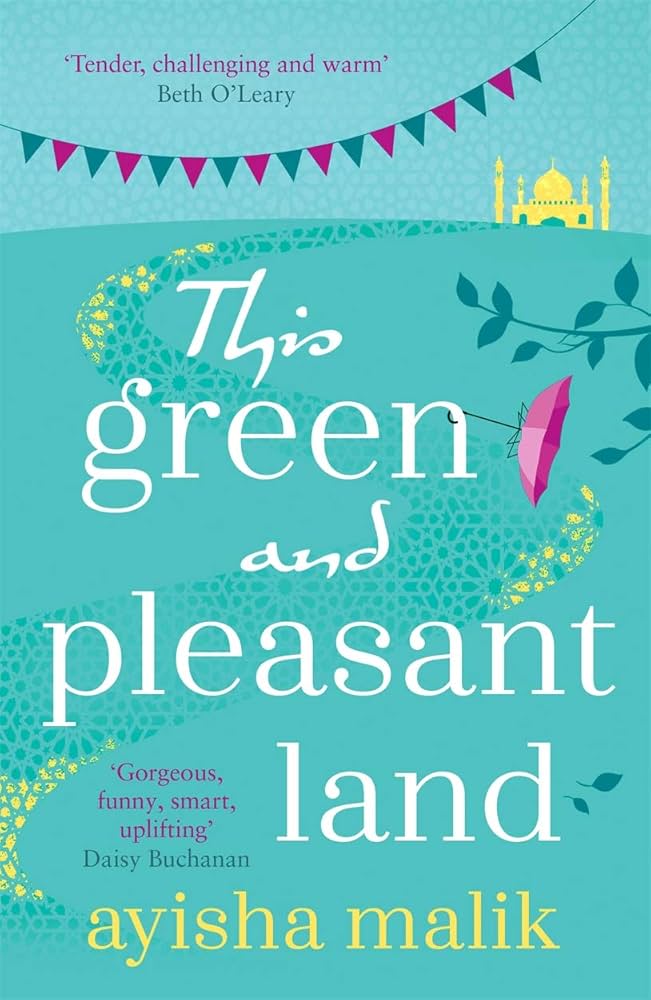 ‘Tender, challenging and warm’
Beth O’Leary
This
green
and
pleasant
land
‘Gorgeous,
funny, smart,
uplifting’
Daisy Buchanan
ayisha malik